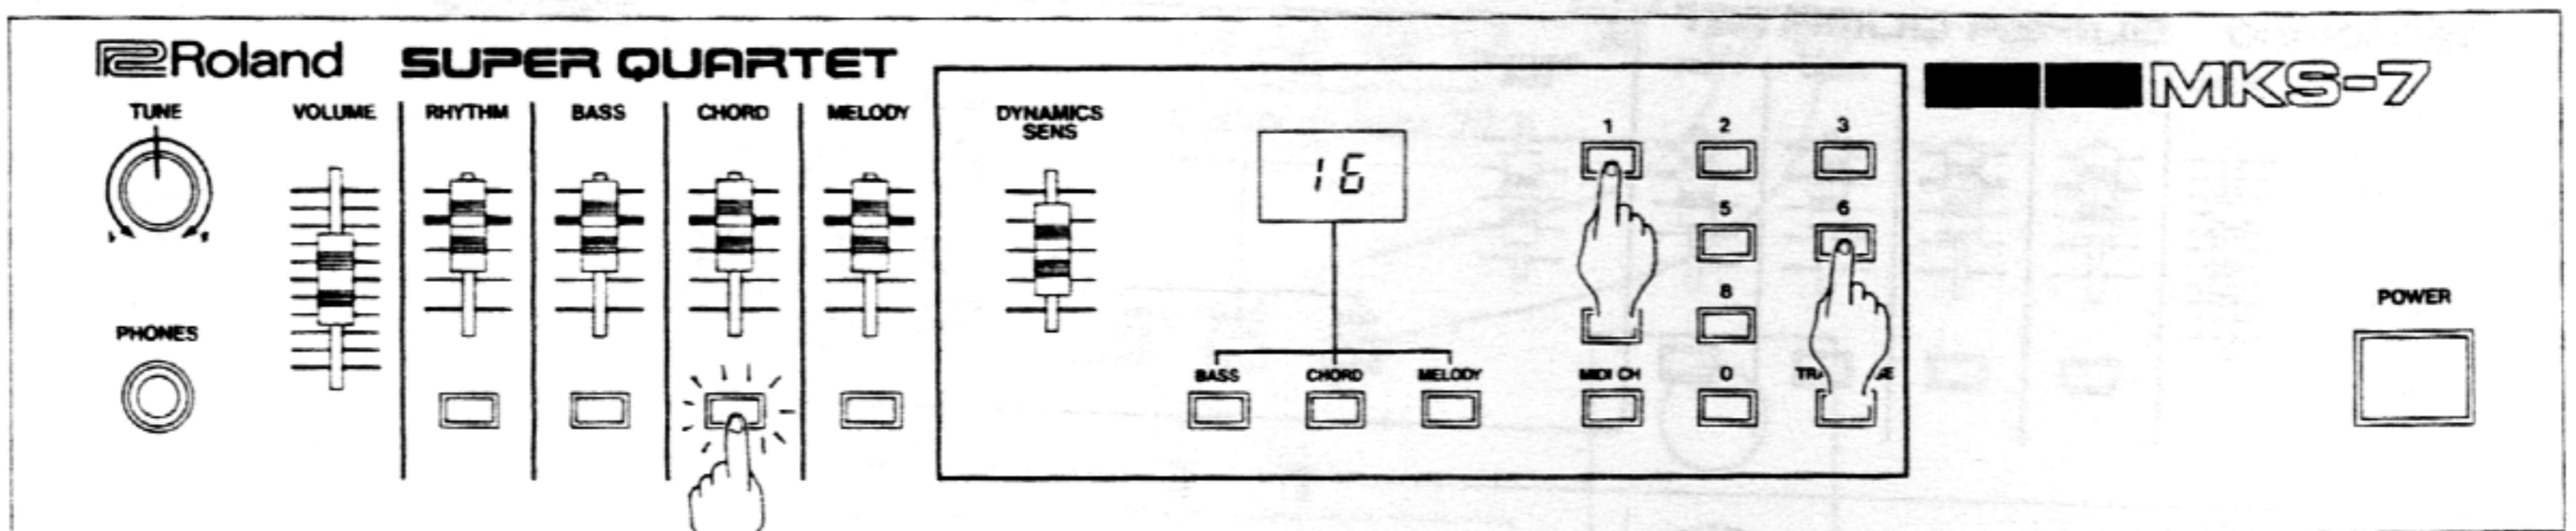 Roland SUPER QUARTET
MKS-7
TUNE
VOLUME
RHYTHM
BASS
CHORD
MELODY
DYNAMICS
SENS
16
1
2
3
5
6
8
PHONES
BASS
CHORD
MELODY
MIDI CH
0
POWER